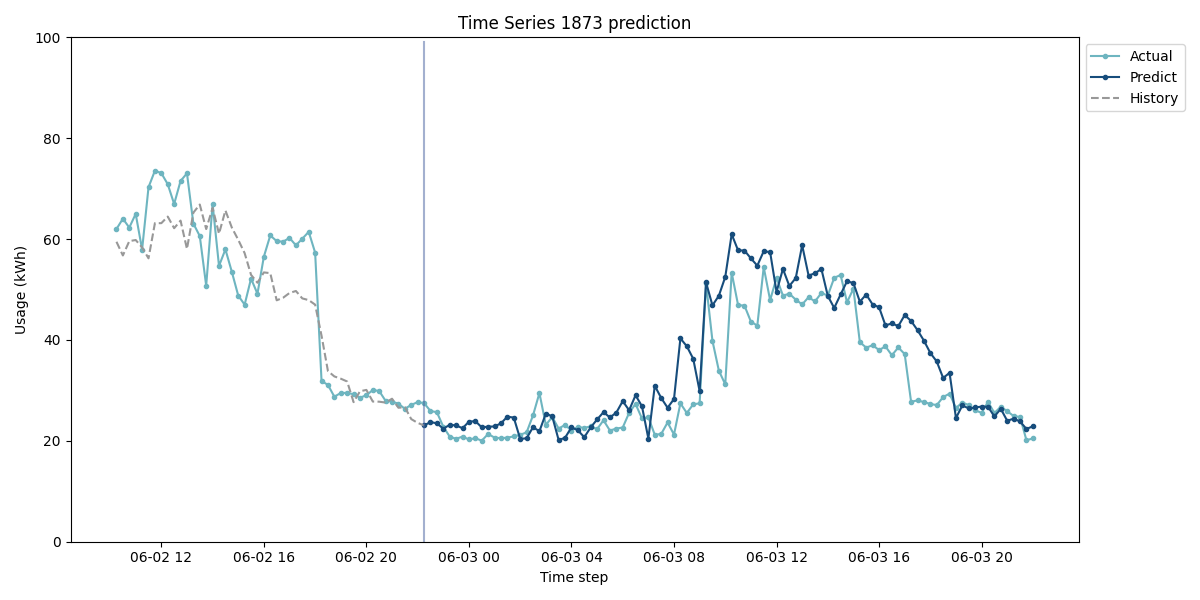 Time Series 1873 prediction
Usage (kWh)
100
80
60
40
20
0
06-02 12
06-02 16
06-02 20
06-03 00
06-03 04
06-03 08
06-03 12
06-03 16
06-03 20
Time step
Actual
Predict
History